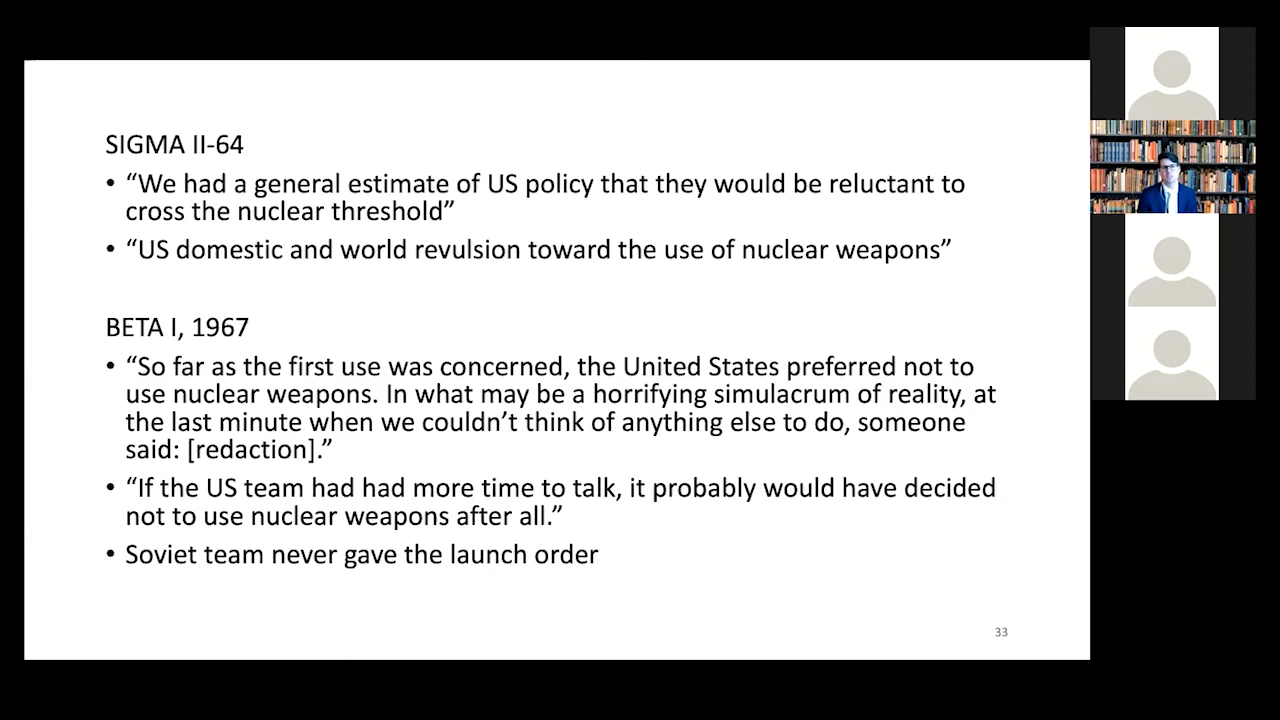 SIGMA II-64
• “We had a general estimate of US policy that they would be reluctant to
cross the nuclear threshold”
• “US domestic and world revulsion toward the use of nuclear weapons”
BETA I, 1967
• “So far as the first use was concerned, the United States preferred not to
use nuclear weapons. In what may be a horrifying simulacrum of reality, at
the last minute when we couldn’t think of anything else to do, someone
said: [redaction].”
• “If the US team had had more time to talk, it probably would have decided
not to use nuclear weapons after all.”
• Soviet team never gave the launch order
33